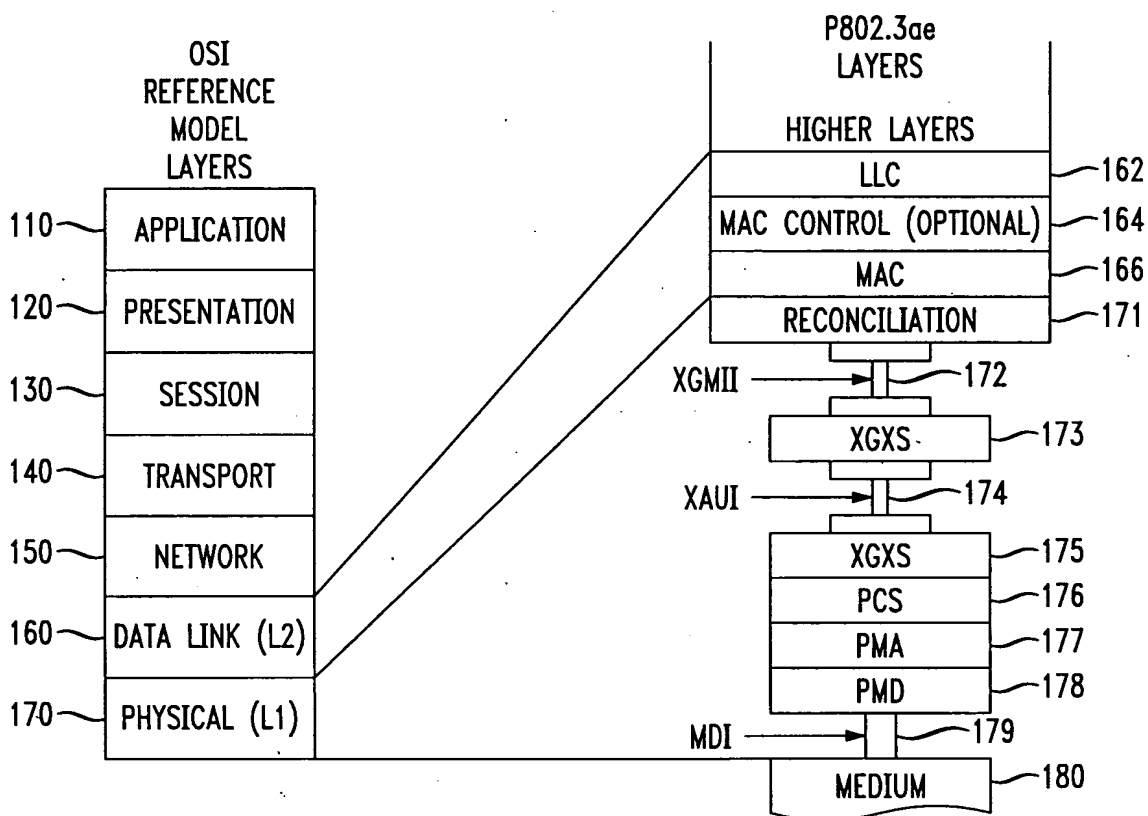 OSI
REFERENCE
MODEL
LAYERS
110 APPLICATION
120 PRESENTATION
130 SESSION
140 TRANSPORT
150 NETWORK
160 DATA LINK (L2)
170 PHYSICAL (L1)
P802.3ae
LAYERS
HIGHER LAYERS
LLC 162
MAC CONTROL (OPTIONAL) 164
MAC 166
RECONCILIATION 171
XGMII 172
XGXS 173
XAUI 174
XGXS 175
PCS 176
PMA 177
PMD 178
MDI 179
MEDIUM 180